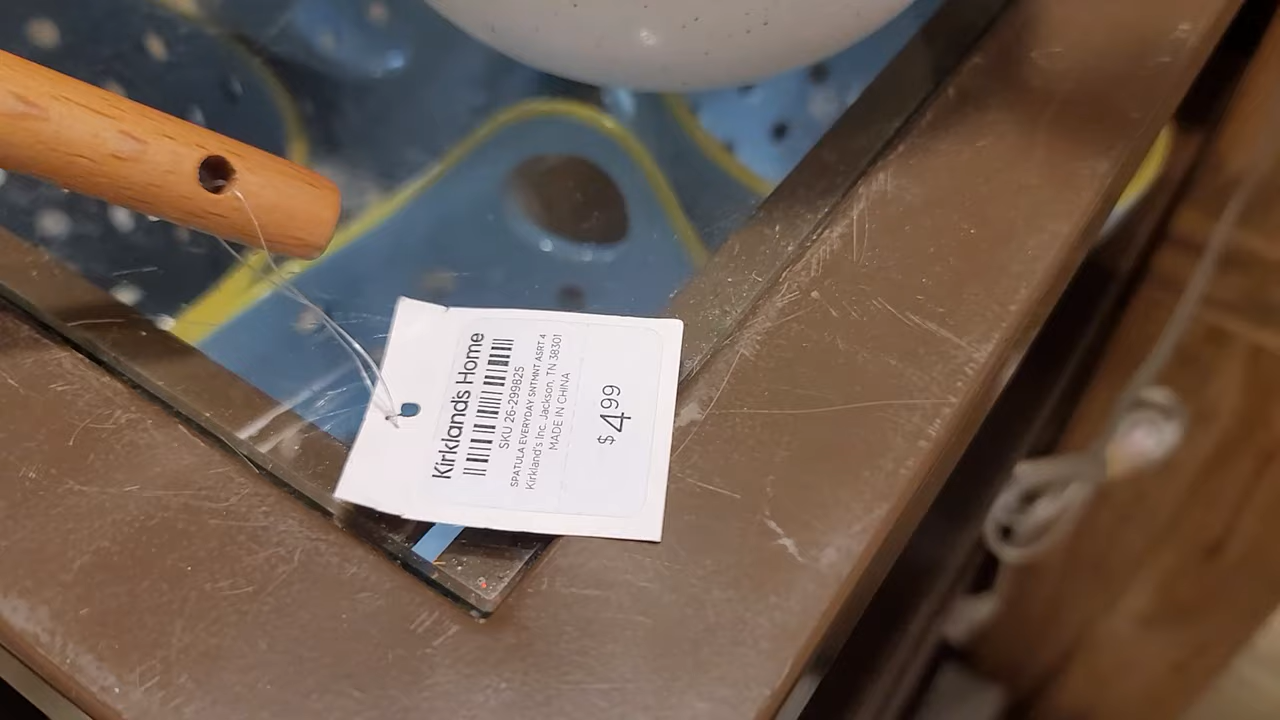 Kirkland's Home
SKU 26-299825
SPATULA EVERYDAY SNTMNT ASRT 4
Kirkland's Inc. Jackson, TN 38301
MADE IN CHINA
$4.99